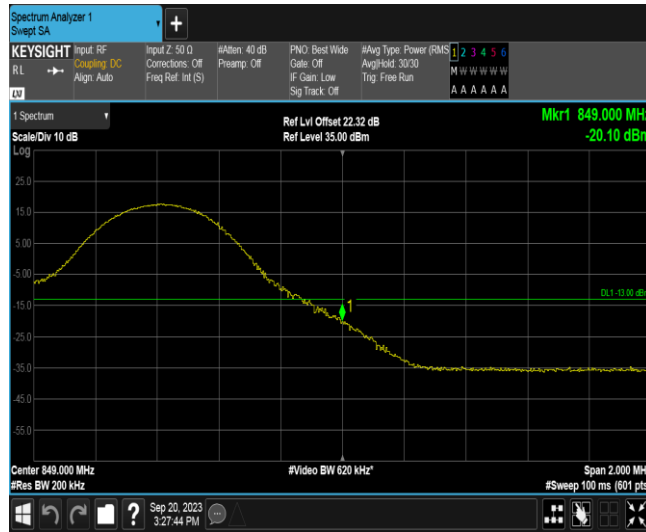 Spectrum Analyzer 1
Swept SA
+
KEYSIGHT Input: RF Input Z: 50 Ω #Atten: 40 dB PNO: Best Wide #Avg Type: Power (RMS 1 2 3 4 5 6
RL Coupling: DC Corrections: Off Preamp: Off Gate: Off Avg|Hold: 30/30 M W W W W W
Align: Auto Freq Ref: Int (S) IF Gain: Low Trig: Free Run
LXI Sig Track: Off A A A A A A
1 Spectrum Ref Lvl Offset 22.32 dB Mkr1 849.000 MHz
Scale/Div 10 dB Ref Level 35.00 dBm -20.10 dBm
Log
25.0
15.0
5.00
-5.00
DL1 -13.00 dBm
1
-15.0
-25.0
-35.0
-45.0
-55.0
Center 849.000 MHz #Video BW 620 kHz* Span 2.000 MHz
#Res BW 200 kHz #Sweep 100 ms (601 pts
? Sep 20, 2023
3:27:44 PM